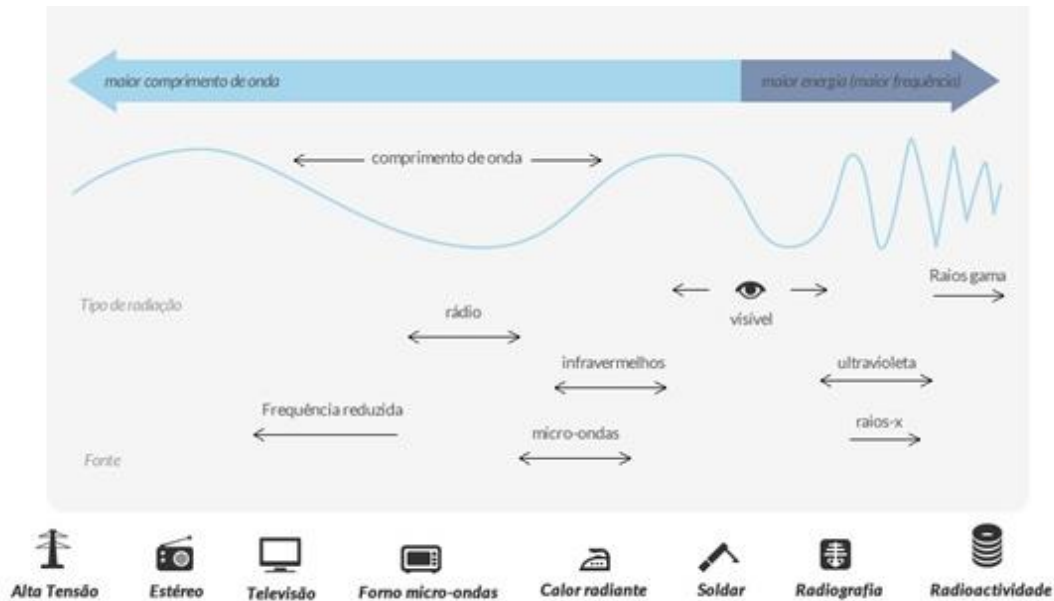 maior comprimento de onda
maior energia (maior frequência)
comprimento de onda
Tipo de radiação
Raios gama
visível
rádio
infravermelhos
ultravioleta
Frequência reduzida
micro-ondas
raios-x
Fonte
Alta Tensão
Estéreo
Televisão
Forno micro-ondas
Calor radiante
Soldar
Radiografia
Radioactividade